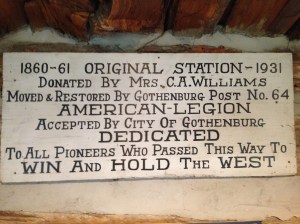 1860-61 ORIGINAL STATION-1931
DONATED BY MRS. C.A. WILLIAMS
MOVED & RESTORED BY GOTHENBURG POST NO. 64
AMERICAN-LEGION
ACCEPTED BY CITY OF GOTHENBURG
DEDICATED
TO ALL PIONEERS WHO PASSED THIS WAY TO
WIN AND HOLD THE WEST